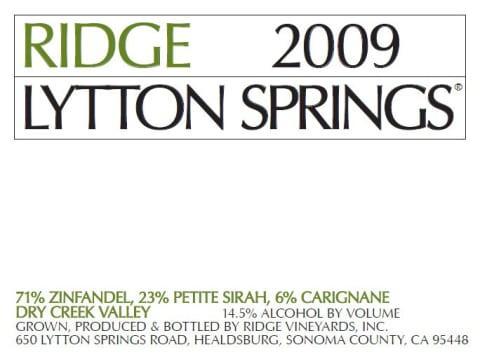 RIDGE 2009
LYTTON SPRINGS®
71% ZINFANDEL, 23% PETITE SIRAH, 6% CARIGNANE
DRY CREEK VALLEY 14.5% ALCOHOL BY VOLUME
GROWN, PRODUCED & BOTTLED BY RIDGE VINEYARDS, INC.
650 LYTTON SPRINGS ROAD, HEALDSBURG, SONOMA COUNTY, CA 95448